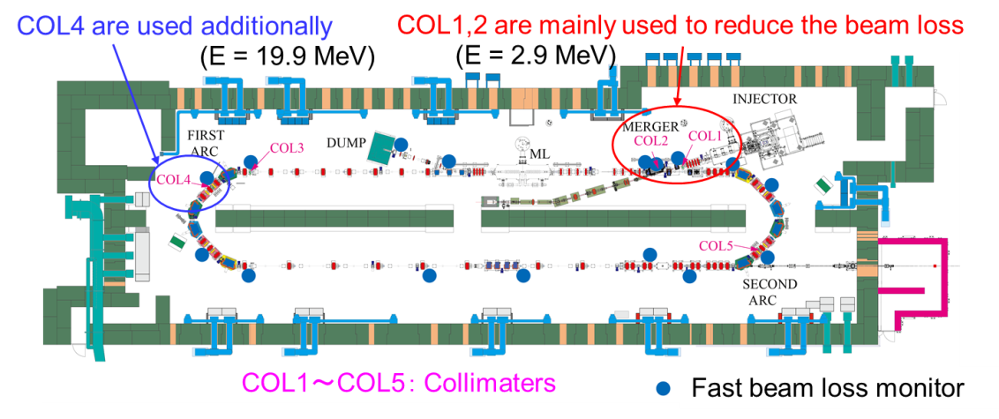 COL4 are used additionally
COL1,2 are mainly used to reduce the beam loss
(E = 19.9 MeV)
(E = 2.9 MeV)
INJECTOR
MERGER
COL2
COL1
FIRST
ARC
COL3
DUMP
ML
COL4
COL5
SECOND
ARC
COL1～COL5: Collimaters
Fast beam loss monitor